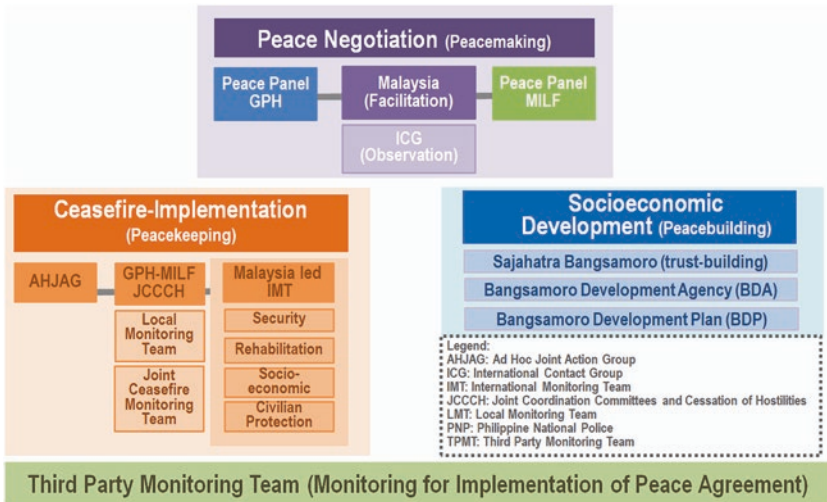 Peace Negotiation (Peacemaking)
Peace Panel
GPH
Malaysia
(Facilitation)
Peace Panel
MILF
ICG
(Observation)
Ceasefire-Implementation
(Peacekeeping)
AHJAG
GPH-MILF
JCCCH
Malaysia led
IMT
Local
Monitoring
Team
Joint
Ceasefire
Monitoring
Team
Security
Rehabilitation
Socio-
economic
Civilian
Protection
Socioeconomic
Development (Peacebuilding)
Sajahatra Bangsamoro (trust-building)
Bangsamoro Development Agency (BDA)
Bangsamoro Development Plan (BDP)
Legend:
AHJAG: Ad Hoc Joint Action Group
ICG: International Contact Group
IMT: International Monitoring Team
JCCCH: Joint Coordination Committees and Cessation of Hostilities
LMT: Local Monitoring Team
PNP: Philippine National Police
TPMT: Third Party Monitoring Team
Third Party Monitoring Team (Monitoring for Implementation of Peace Agreement)